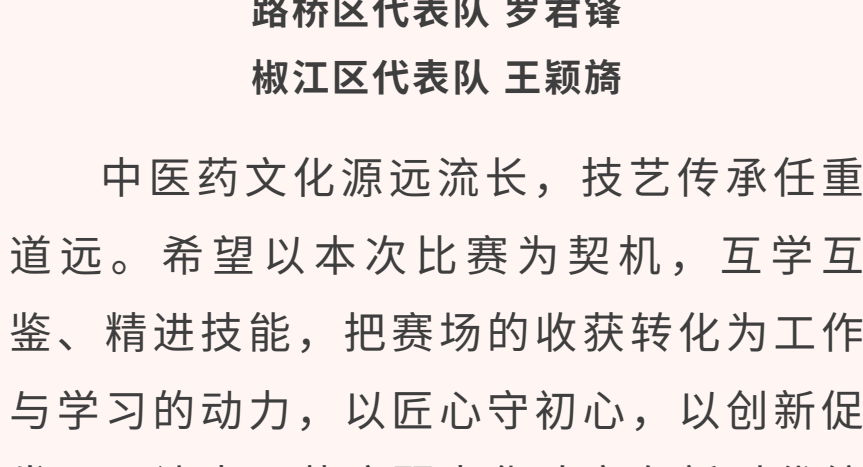 路桥区代表队 罗君锋
椒江区代表队 王颖旖
中医药文化源远流长，技艺传承任重
道远。希望以本次比赛为契机，互学互
鉴、精进技能，把赛场的收获转化为工作
与学习的动力，以匠心守初心，以创新促